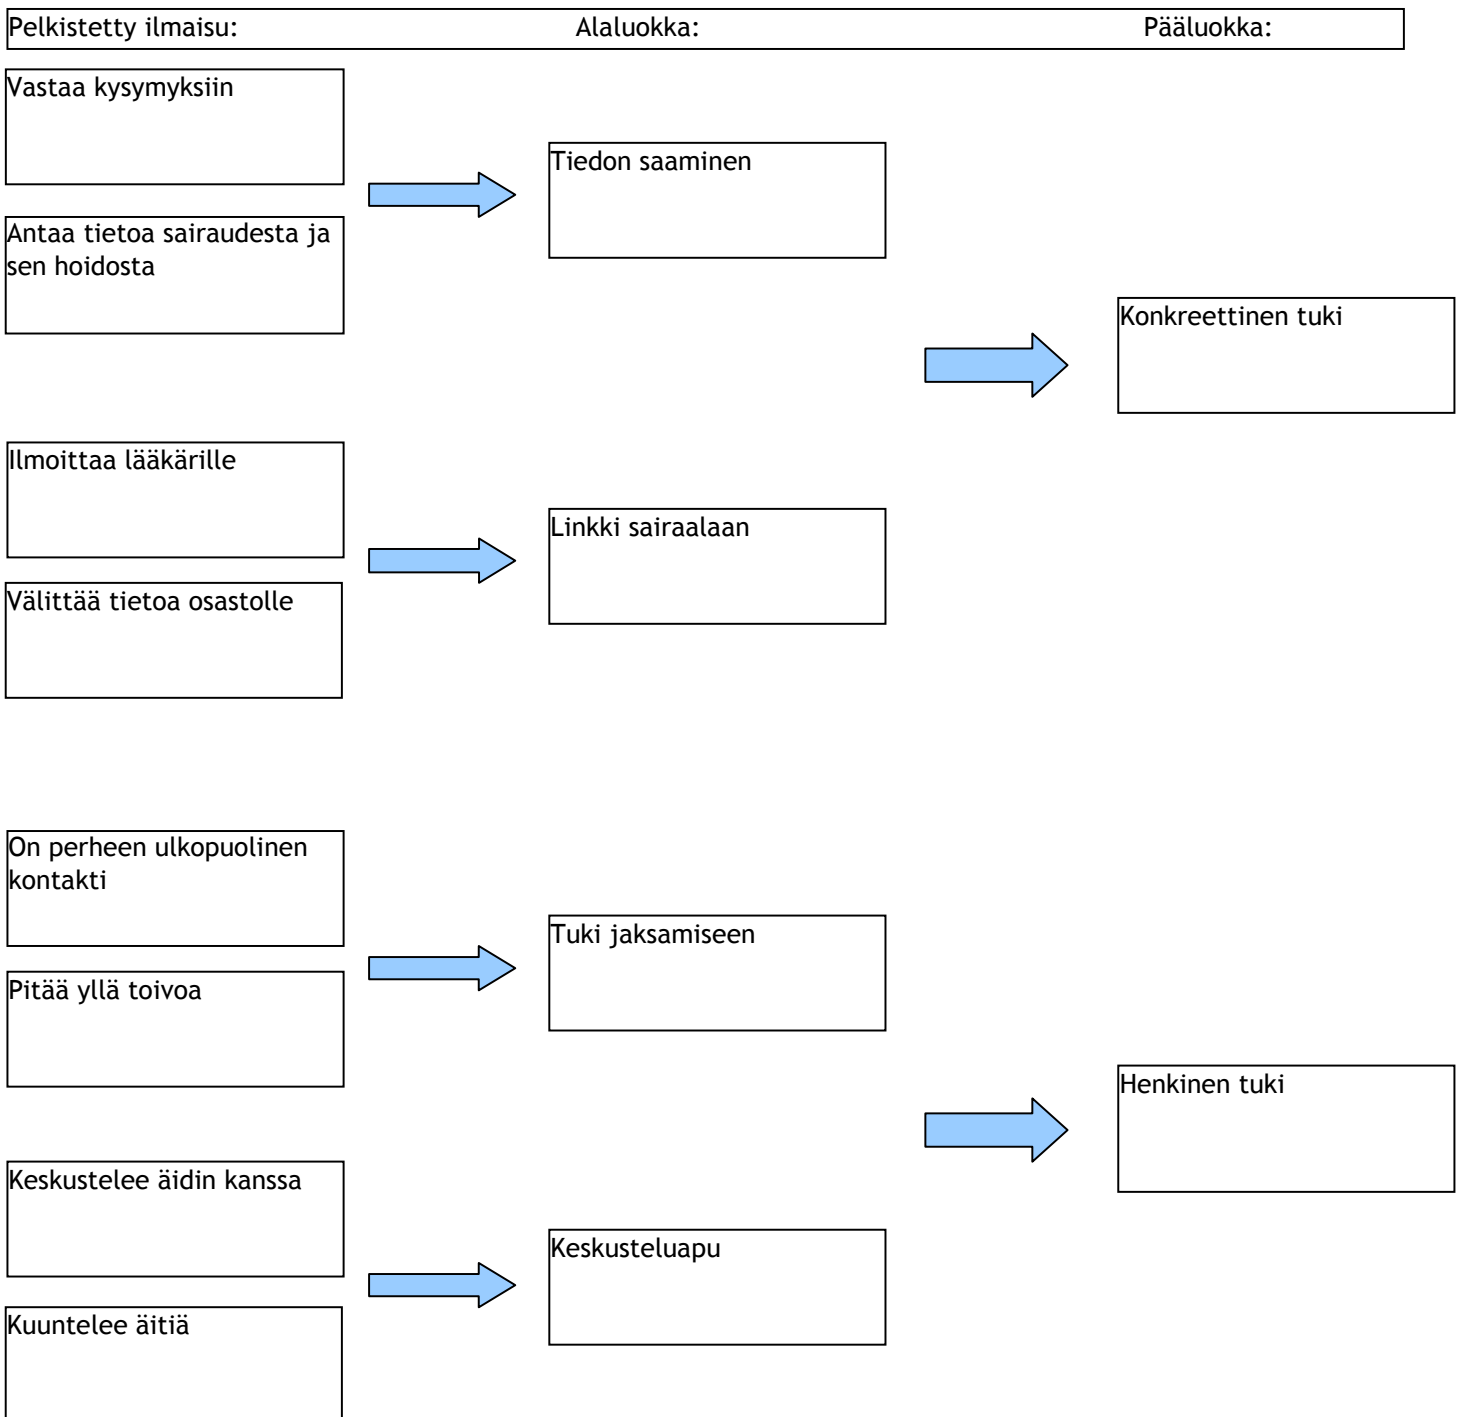 Pelkistetty ilmaisu: Alaluokka: Pääluokka:
Vastaa kysymyksiin
Tiedon saaminen
Antaa tietoa sairaudesta ja
sen hoidosta
Konkreettinen tuki
Ilmoittaa lääkärille
Linkki sairaalaan
Välittää tietoa osastolle
On perheen ulkopuolinen
kontakti
Tuki jaksamiseen
Pitää yllä toivoa
Henkinen tuki
Keskustelee äidin kanssa
Keskusteluapu
Kuuntelee äitiä